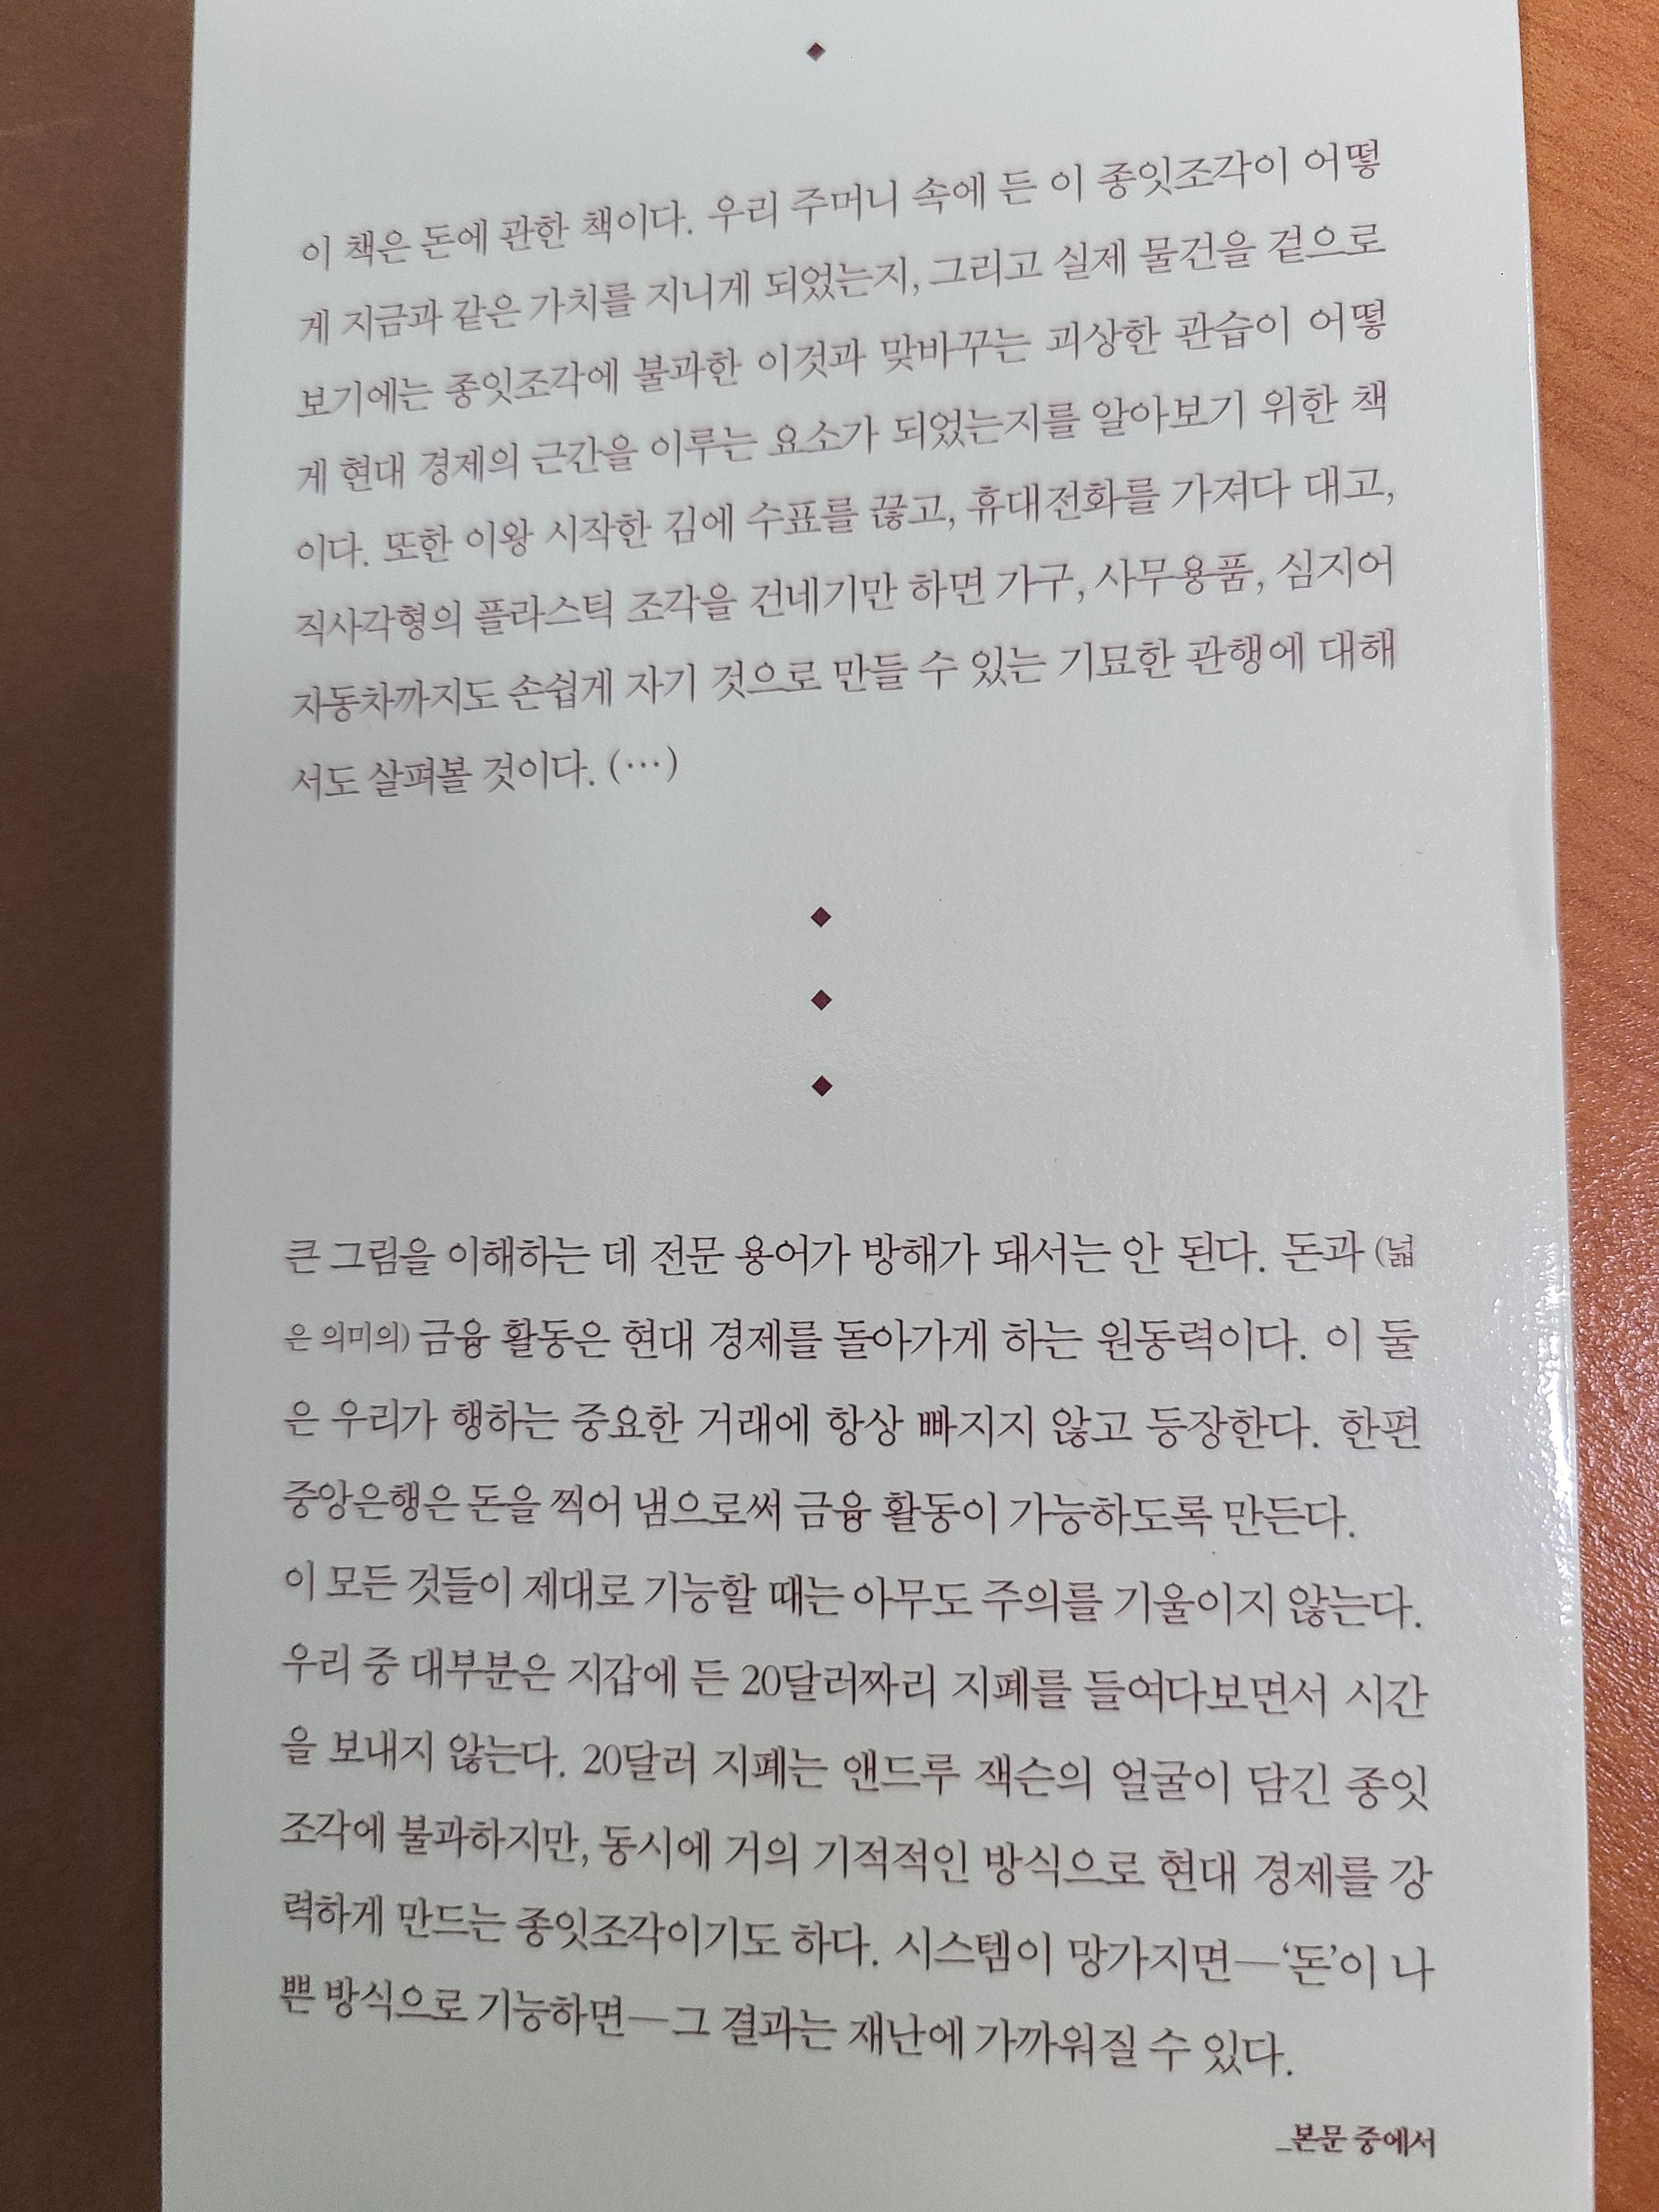 이 책은 돈에 관한 책이다. 우리 주머니 속에 든 이 종잇조각이 어떻
게 지금과 같은 가치를 지니게 되었는지, 그리고 실제 물건을 겉으로
보기에는 종잇조각에 불과한 이것과 맞바꾸는 괴상한 관습이 어떻
게 현대 경제의 근간을 이루는 요소가 되었는지를 알아보기 위한 책
이다. 또한 이왕 시작한 김에 수표를 끊고, 휴대전화를 가져다 대고,
직사각형의 플라스틱 조각을 건네기만 하면 가구, 사무용품, 심지어
자동차까지도 손쉽게 자기 것으로 만들 수 있는 기묘한 관행에 대해
서도 살펴볼 것이다. (…)
큰 그림을 이해하는 데 전문 용어가 방해가 돼서는 안 된다. 돈과 (넓
은 의미의) 금융 활동은 현대 경제를 돌아가게 하는 원동력이다. 이 둘
은 우리가 행하는 중요한 거래에 항상 빠지지 않고 등장한다. 한편
중앙은행은 돈을 찍어 냄으로써 금융 활동이 가능하도록 만든다.
이 모든 것들이 제대로 기능할 때는 아무도 주의를 기울이지 않는다.
우리 중 대부분은 지갑에 든 20달러짜리 지폐를 들여다보면서 시간
을 보내지 않는다. 20달러 지폐는 앤드루 잭슨의 얼굴이 담긴 종잇
조각에 불과하지만, 동시에 거의 기적적인 방식으로 현대 경제를 강
력하게 만드는 종잇조각이기도 하다. 시스템이 망가지면—‘돈’이 나
쁜 방식으로 기능하면—그 결과는 재난에 가까워질 수 있다.
_본문 중에서